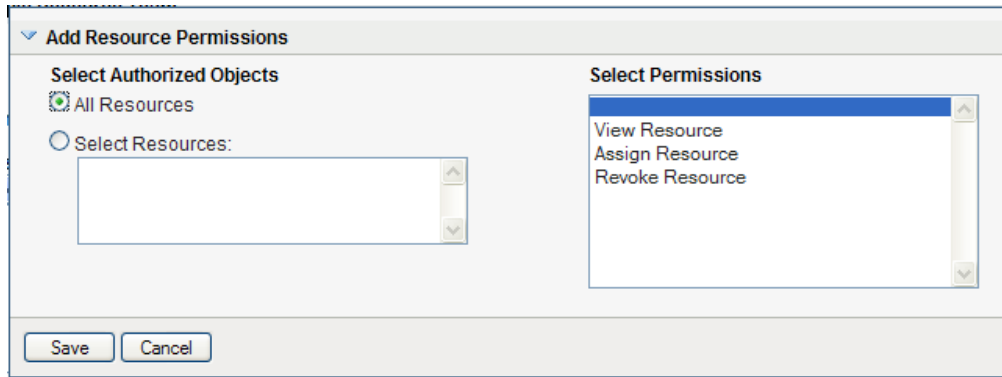 Add Resource Permissions
Select Authorized Objects
All Resources
Select Resources:
Select Permissions
View Resource
Assign Resource
Revoke Resource
Save Cancel